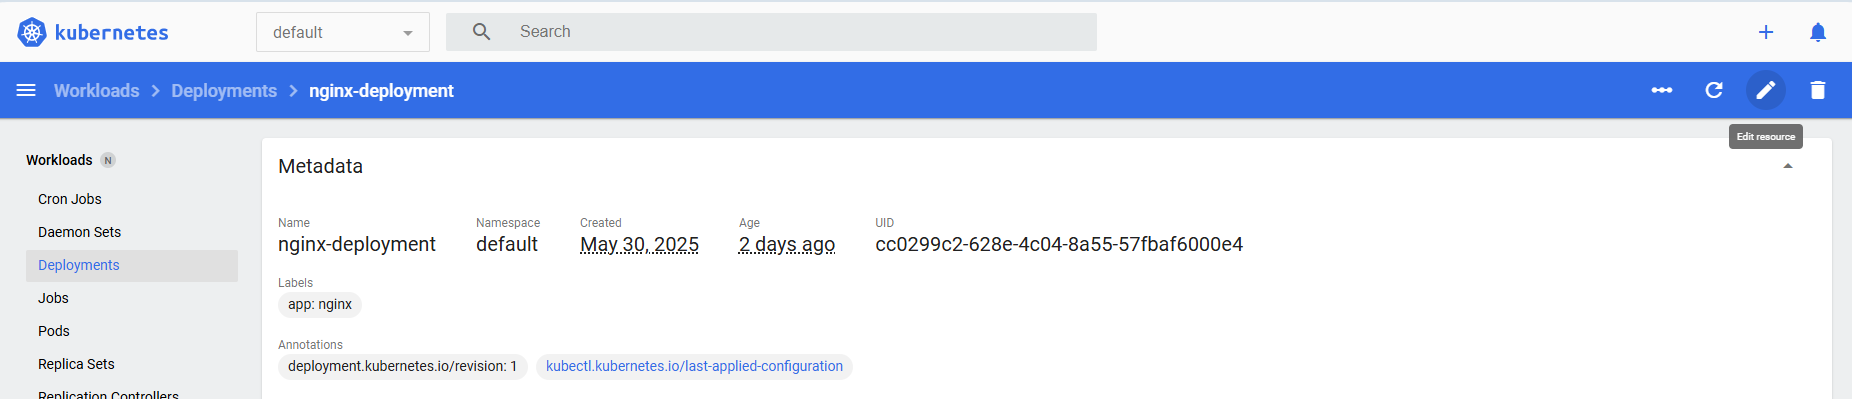 kubernetes
default
Search
Workloads
Deployments
nginx-deployment
Edit resource
Workloads
N
Cron Jobs
Daemon Sets
Deployments
Jobs
Pods
Replica Sets
Replication Controllers
Metadata
Name
Namespace
Created
Age
UID
nginx-deployment
default
May 30, 2025
2 days ago
cc0299c2-628e-4c04-8a55-57fbaf6000e4
Labels
app: nginx
Annotations
deployment.kubernetes.io/revision: 1
kubectl.kubernetes.io/last-applied-configuration